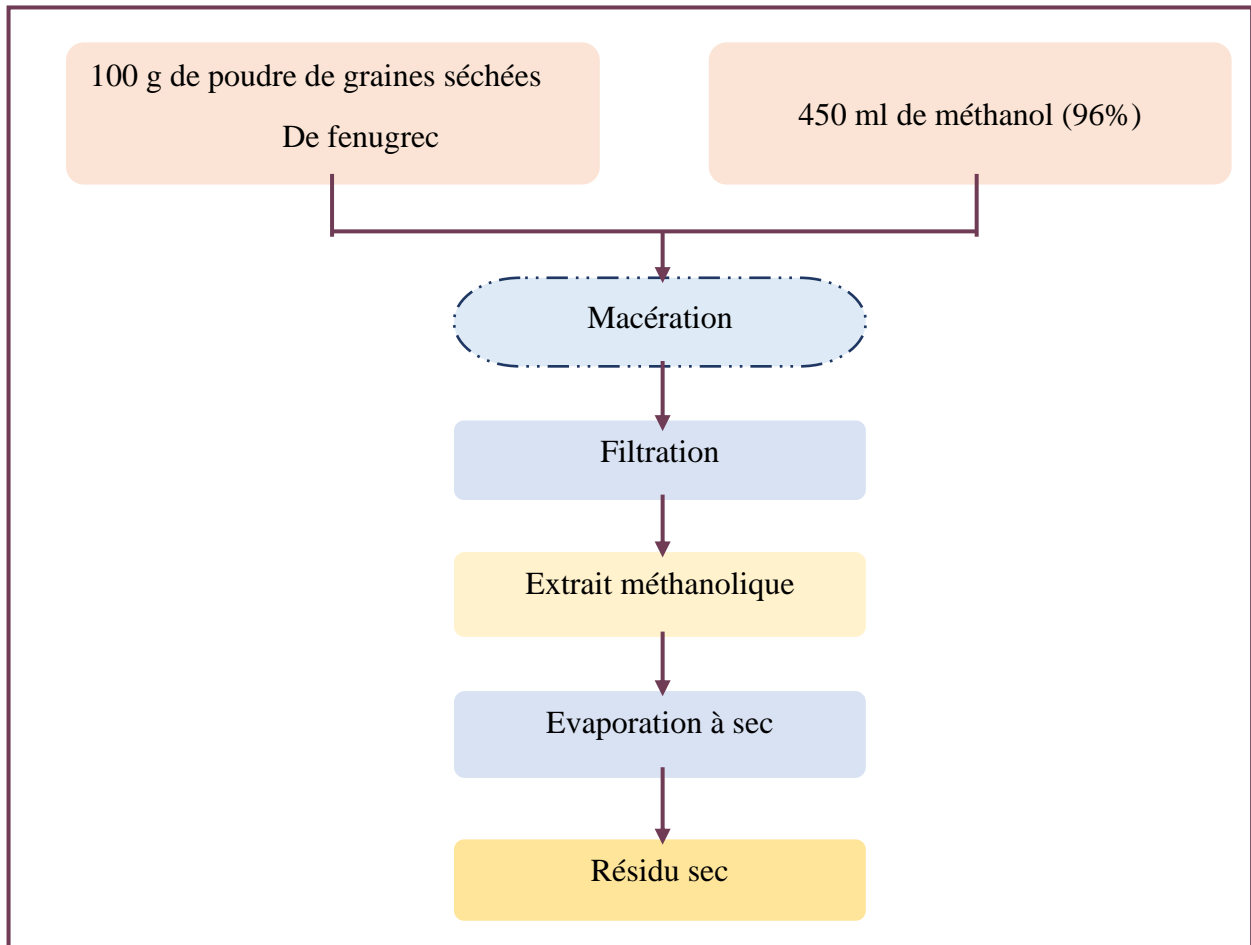 100 g de poudre de graines séchées
De fenugrec
450 ml de méthanol (96%)
Macération
Filtration
Extrait méthanolique
Evaporation à sec
Résidu sec